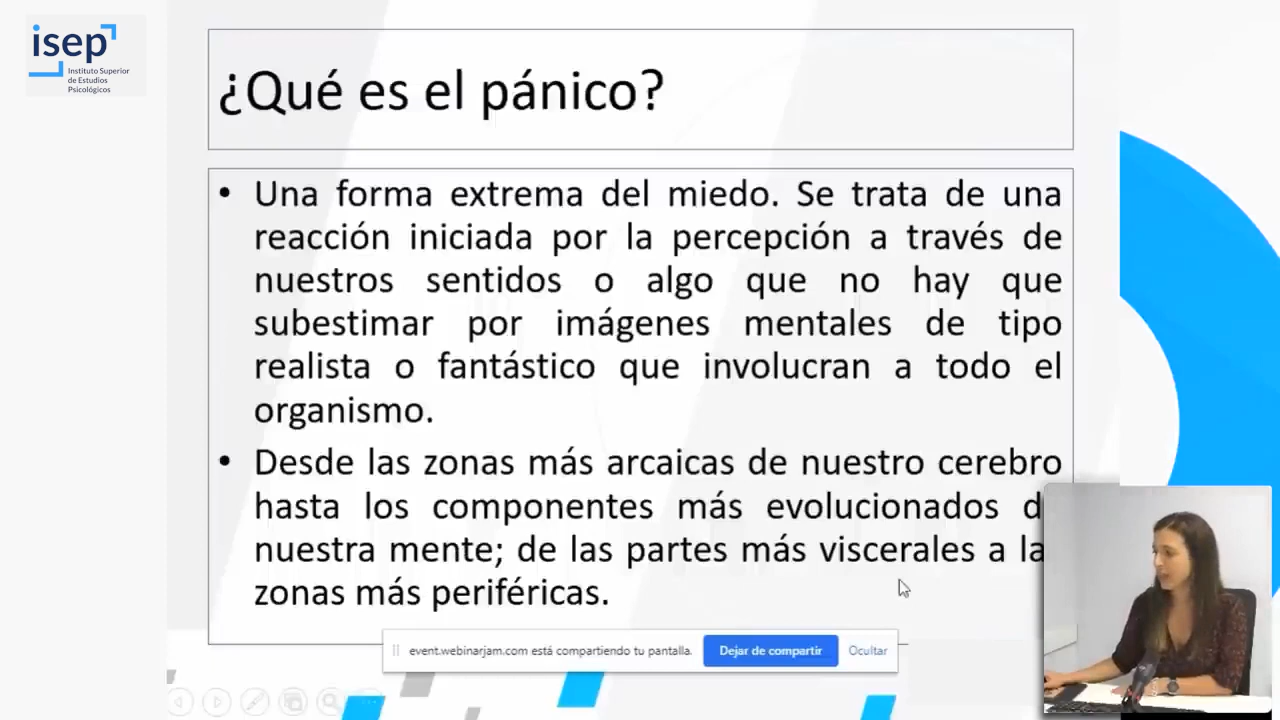 isep
Instituto Superior
de Estudios
Psicológicos
¿Qué es el pánico?
• Una forma extrema del miedo. Se trata de una
reacción iniciada por la percepción a través de
nuestros sentidos o algo que no hay que
subestimar por imágenes mentales de tipo
realista o fantástico que involucran a todo el
organismo.
• Desde las zonas más arcaicas de nuestro cerebro
hasta los componentes más evolucionados d
nuestra mente; de las partes más viscerales a la
zonas más periféricas.
event.webinarjam.com está compartiendo tu pantalla.
Dejar de compartir
Ocultar